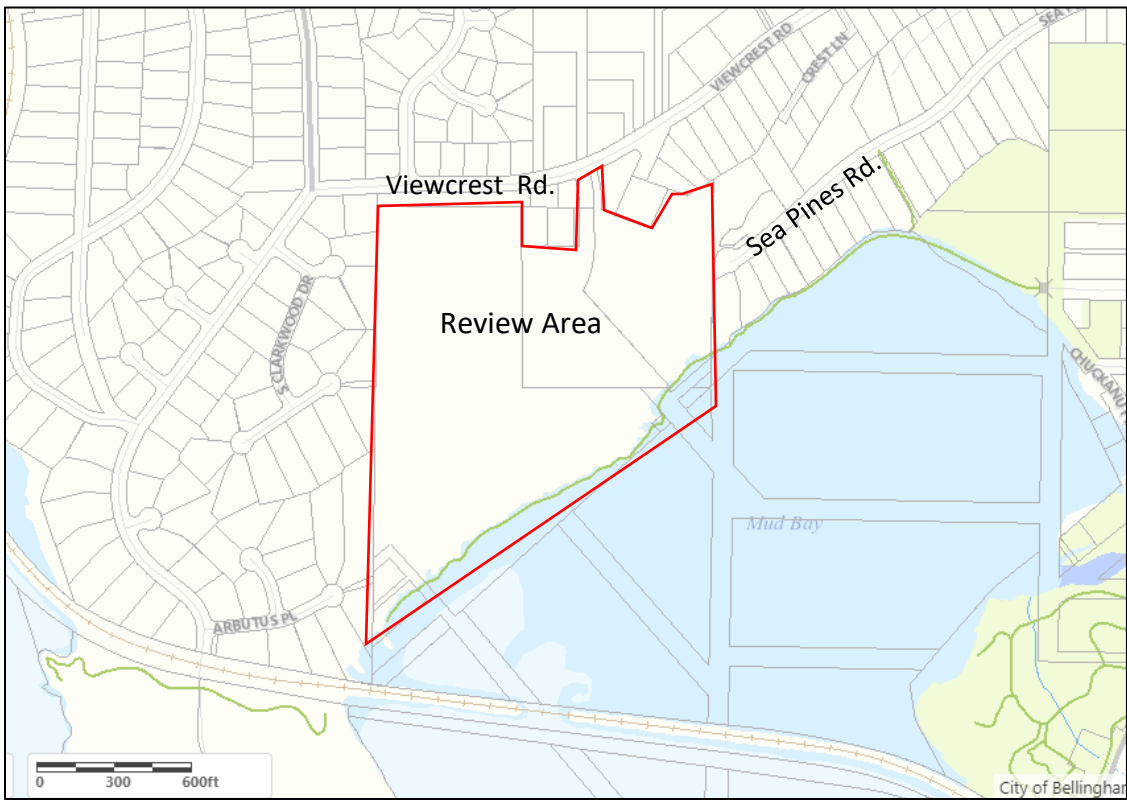 SEA
VIEWCREST RD
CREST LN
Viewcrest Rd.
Sea Pines Rd.
Review Area
S CLARKWOOD DR
CHUCKANUT
Mud Bay
ARBUTUS PL
0 300 600ft
City of Bellingham